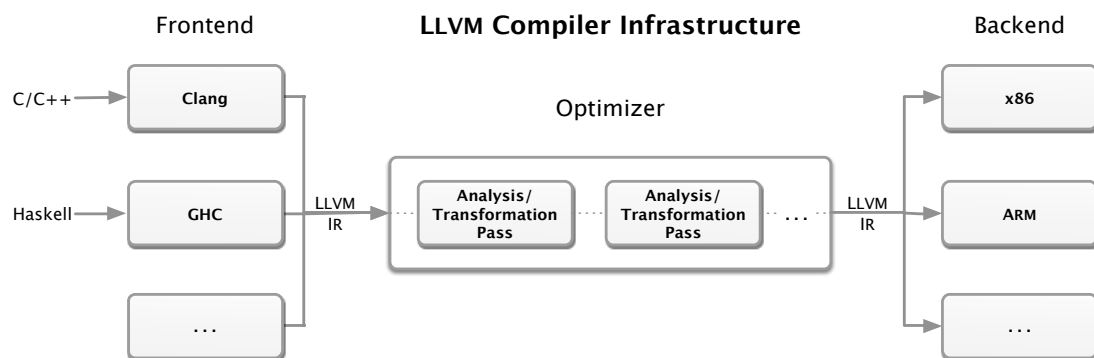 Frontend
LLVM Compiler Infrastructure
Backend
C/C++
Clang
Optimizer
x86
Haskell
GHC
LLVM
IR
Analysis/
Transformation
Pass
Analysis/
Transformation
Pass
...
LLVM
IR
ARM
...
...